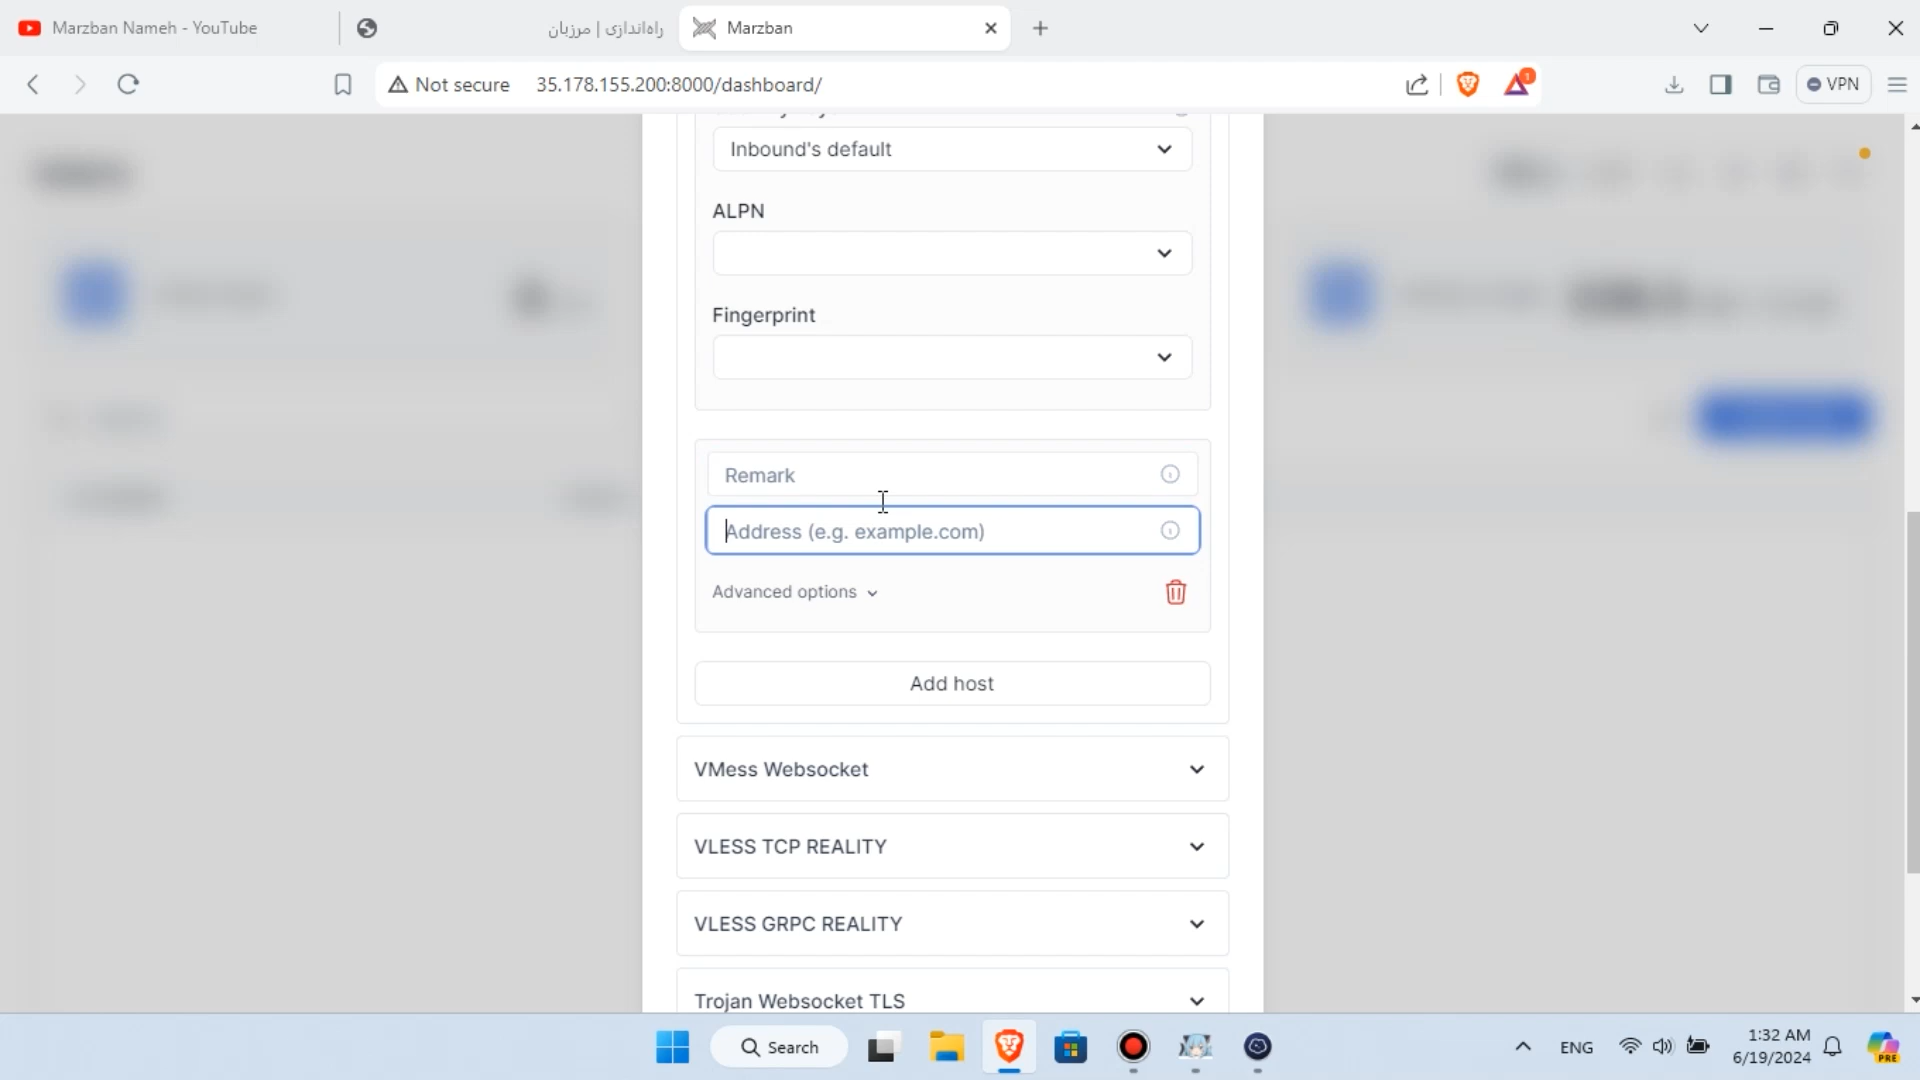 Marzban Nameh - YouTube
راه‌اندازی | مرزبان
Marzban
Not secure
35.178.155.200:8000/dashboard/
1
VPN
Inbound's default
ALPN
Fingerprint
Remark
Address (e.g. example.com)
Advanced options
Add host
VMess Websocket
VLESS TCP REALITY
VLESS GRPC REALITY
Trojan Websocket TLS
Search
ENG
1:32 AM
6/19/2024
PRE